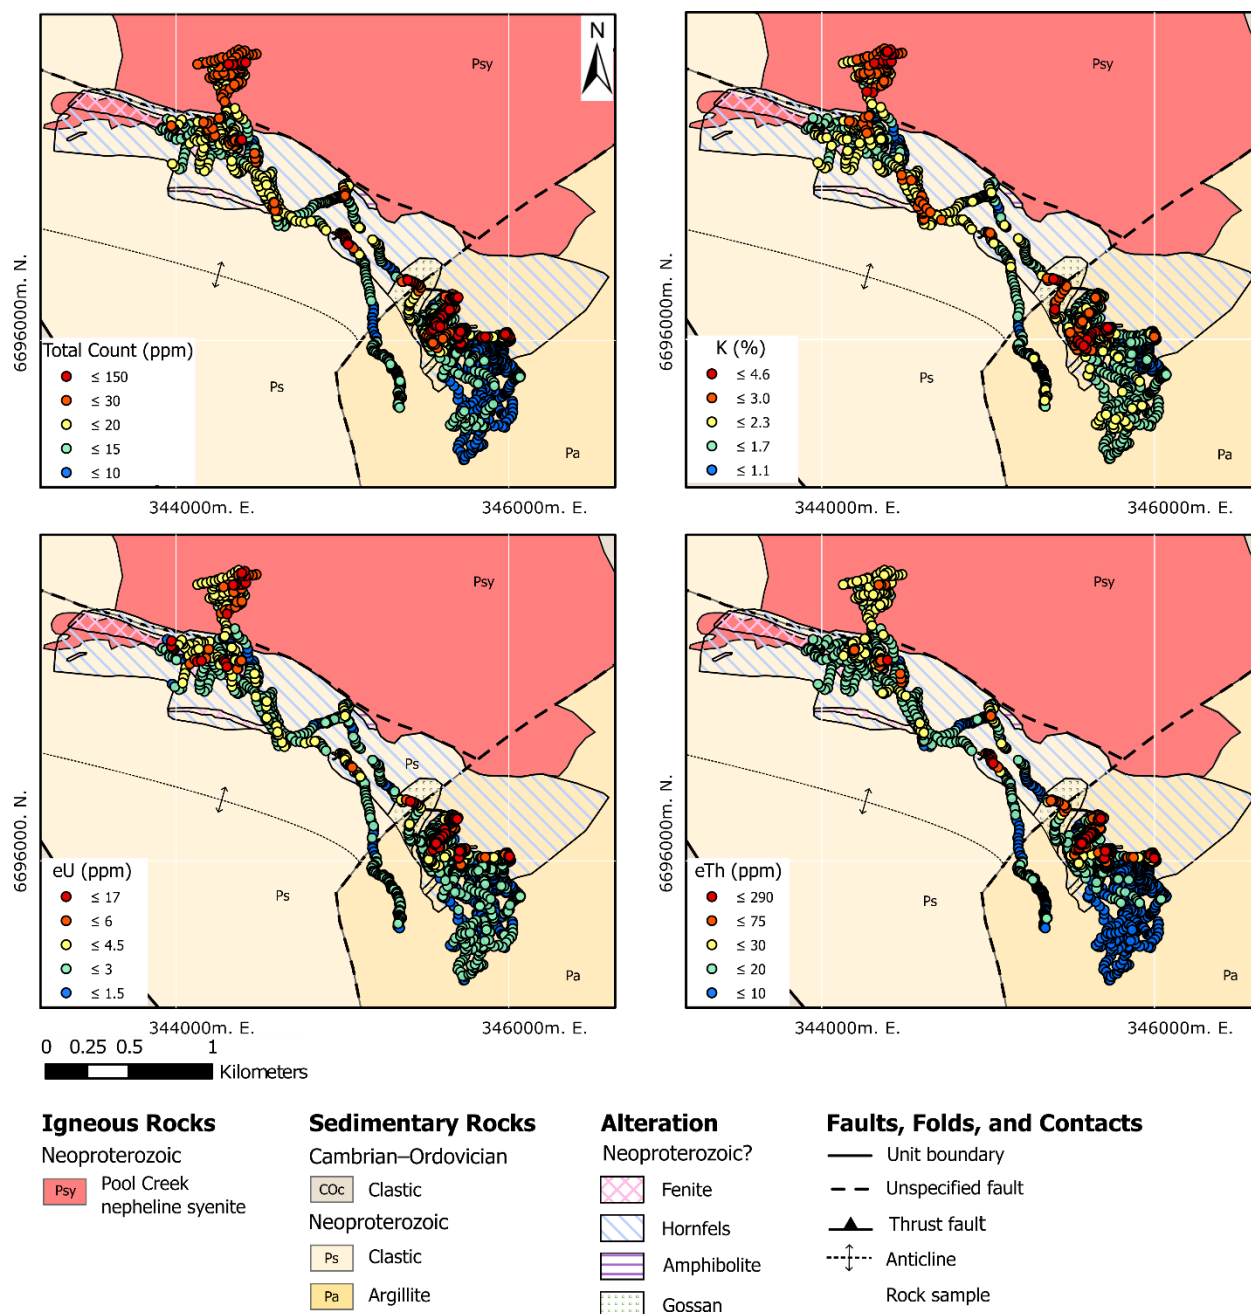 N
Psy
Ps
Pa
6696000m. N.
Total Count (ppm)
≤ 150
≤ 30
≤ 20
≤ 15
≤ 10
344000m. E.
346000m. E.
Psy
Ps
Pa
6696000m. N.
K (%)
≤ 4.6
≤ 3.0
≤ 2.3
≤ 1.7
≤ 1.1
344000m. E.
346000m. E.
Psy
Ps
Ps
Pa
6696000. N.
eU (ppm)
≤ 17
≤ 6
≤ 4.5
≤ 3
≤ 1.5
344000m. E.
346000m. E.
Psy
Ps
Pa
6696000m. N.
eTh (ppm)
≤ 290
≤ 75
≤ 30
≤ 20
≤ 10
344000m. E.
346000m. E.
0 0.25 0.5 1
Kilometers
Igneous Rocks
Neoproterozoic
Psy Pool Creek
nepheline syenite
Sedimentary Rocks
Cambrian–Ordovician
COc Clastic
Neoproterozoic
Ps Clastic
Pa Argillite
Alteration
Neoproterozoic?
Fenite
Hornfels
Amphibolite
Gossan
Faults, Folds, and Contacts
Unit boundary
Unspecified fault
Thrust fault
Anticline
Rock sample